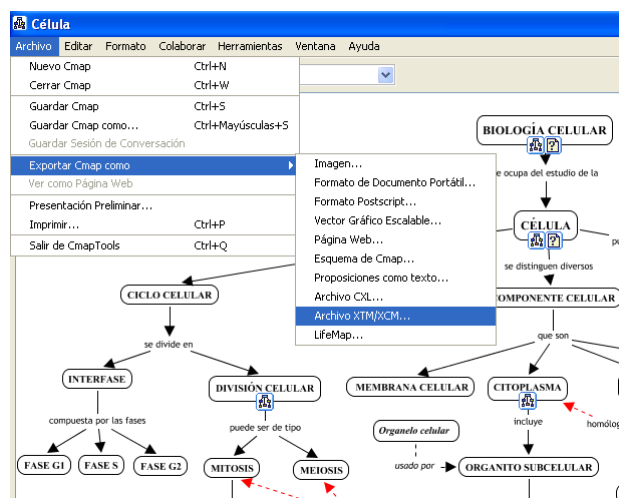 Célula
Archivo Editar Formato Colaborar Herramientas Ventana Ayuda
Nuevo Cmap Ctrl+N
Cerrar Cmap Ctrl+W
Guardar Cmap Ctrl+S
Guardar Cmap como... Ctrl+Mayúsculas+S
Guardar Sesión de Conversación
Exportar Cmap como
Ver como Página Web
Presentación Preliminar...
Imprimir... Ctrl+P
Salir de CmapTools Ctrl+Q
Imagen...
Formato de Documento Portátil...
Formato Postscript...
Vector Gráfico Escalable...
Página Web...
Esquema de Cmap...
Proposiciones como texto...
Archivo CXL...
Archivo XTM/XCM...
LifeMap...
BIOLOGÍA CELULAR
e ocupa del estudio de la
CÉLULA
se distinguen diversos
OMPONENTE CELULAR
que son
CICLO CELULAR
se divide en
INTERFASE
DIVISIÓN CELULAR
MEMBRANA CELULAR
CITOPLASMA
compuesta por las fases
puede ser de tipo
Organelo celular
incluye
homólog
FASE G1
FASE S
FASE G2
MITOSIS
MEIOSIS
usado por
ORGANITO SUBCELULAR